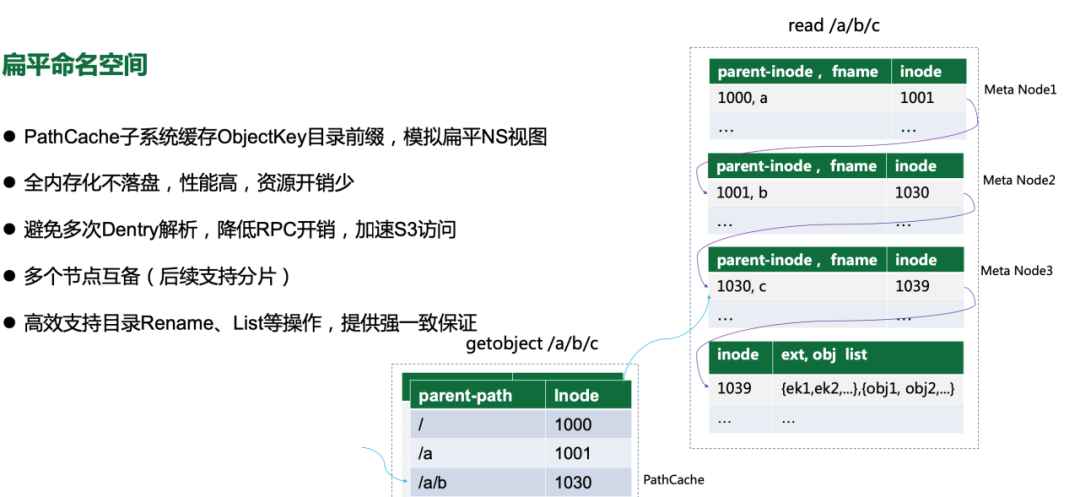 read /a/b/c
扁平命名空间
● PathCache子系统缓存ObjectKey目录前缀，模拟扁平NS视图
● 全内存化不落盘，性能高，资源开销少
● 避免多次Dentry解析，降低RPC开销，加速S3访问
● 多个节点互备（后续支持分片）
● 高效支持目录Rename、List等操作，提供强一致保证
parent-inode， fname inode
1000, a 1001
... ...
Meta Node1
parent-inode， fname inode
1001, b 1030
... ...
Meta Node2
parent-inode， fname inode
1030, c 1039
... ...
Meta Node3
inode ext, obj list
1039 {ek1,ek2,...},{obj1, obj2,...}
... ...
getobject /a/b/c
parent-path Inode
/ 1000
/a 1001
/a/b 1030
PathCache